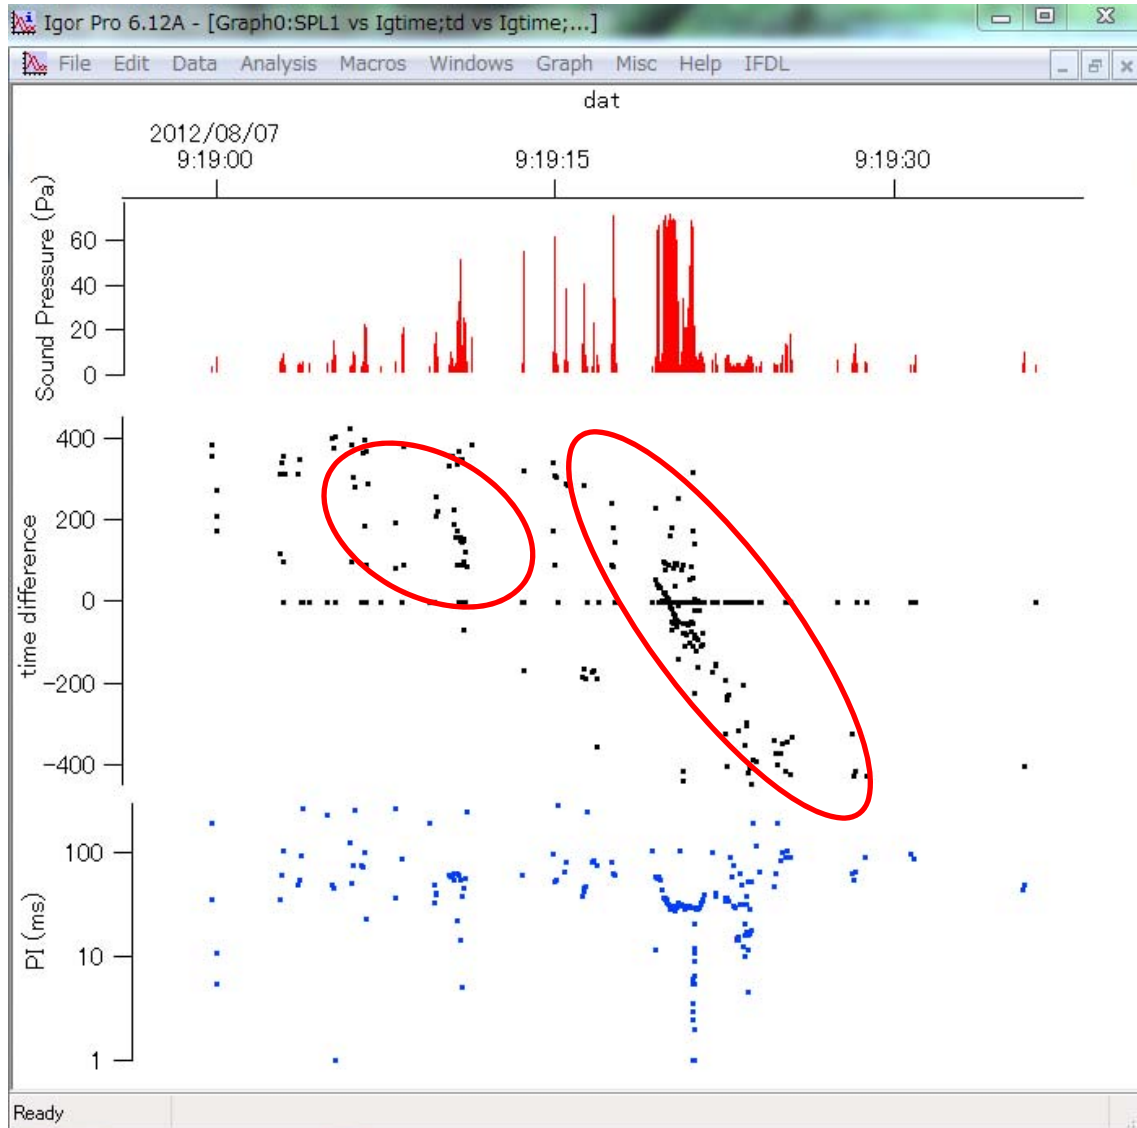 Igor Pro 6.12A - [Graph0:SPL1 vs Igtime;td vs Igtime;...]
File Edit Data Analysis Macros Windows Graph Misc Help IFDL
dat
2012/08/07
9:19:00 9:19:15 9:19:30
Sound Pressure (Pa)
60
40
20
0
time difference
400
200
0
-200
-400
PI (ms)
100
10
1
Ready